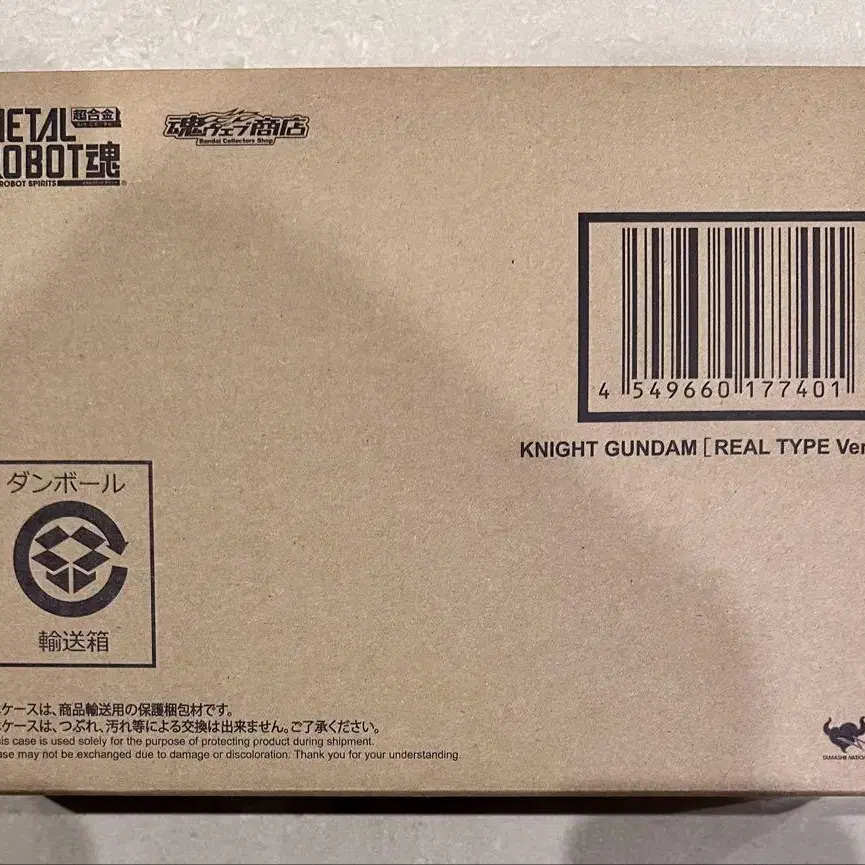 METAL 超合金
ROBOT魂
ROBOT SPIRITS
魂ウェブ商店
Bandai Collectors Shop
4 549660 177401
KNIGHT GUNDAM [REAL TYPE Ver
ダンボール
輸送箱
ケースは、商品輸送用の保護梱包材です。
ケースは、つぶれ、汚れ等による交換は出来ません。ご了承ください。
is case is used solely for the purpose of protecting product during shipment.
ase may not be exchanged due to damage or discoloration. Thank you for your understanding.
TAMASHII NATIO